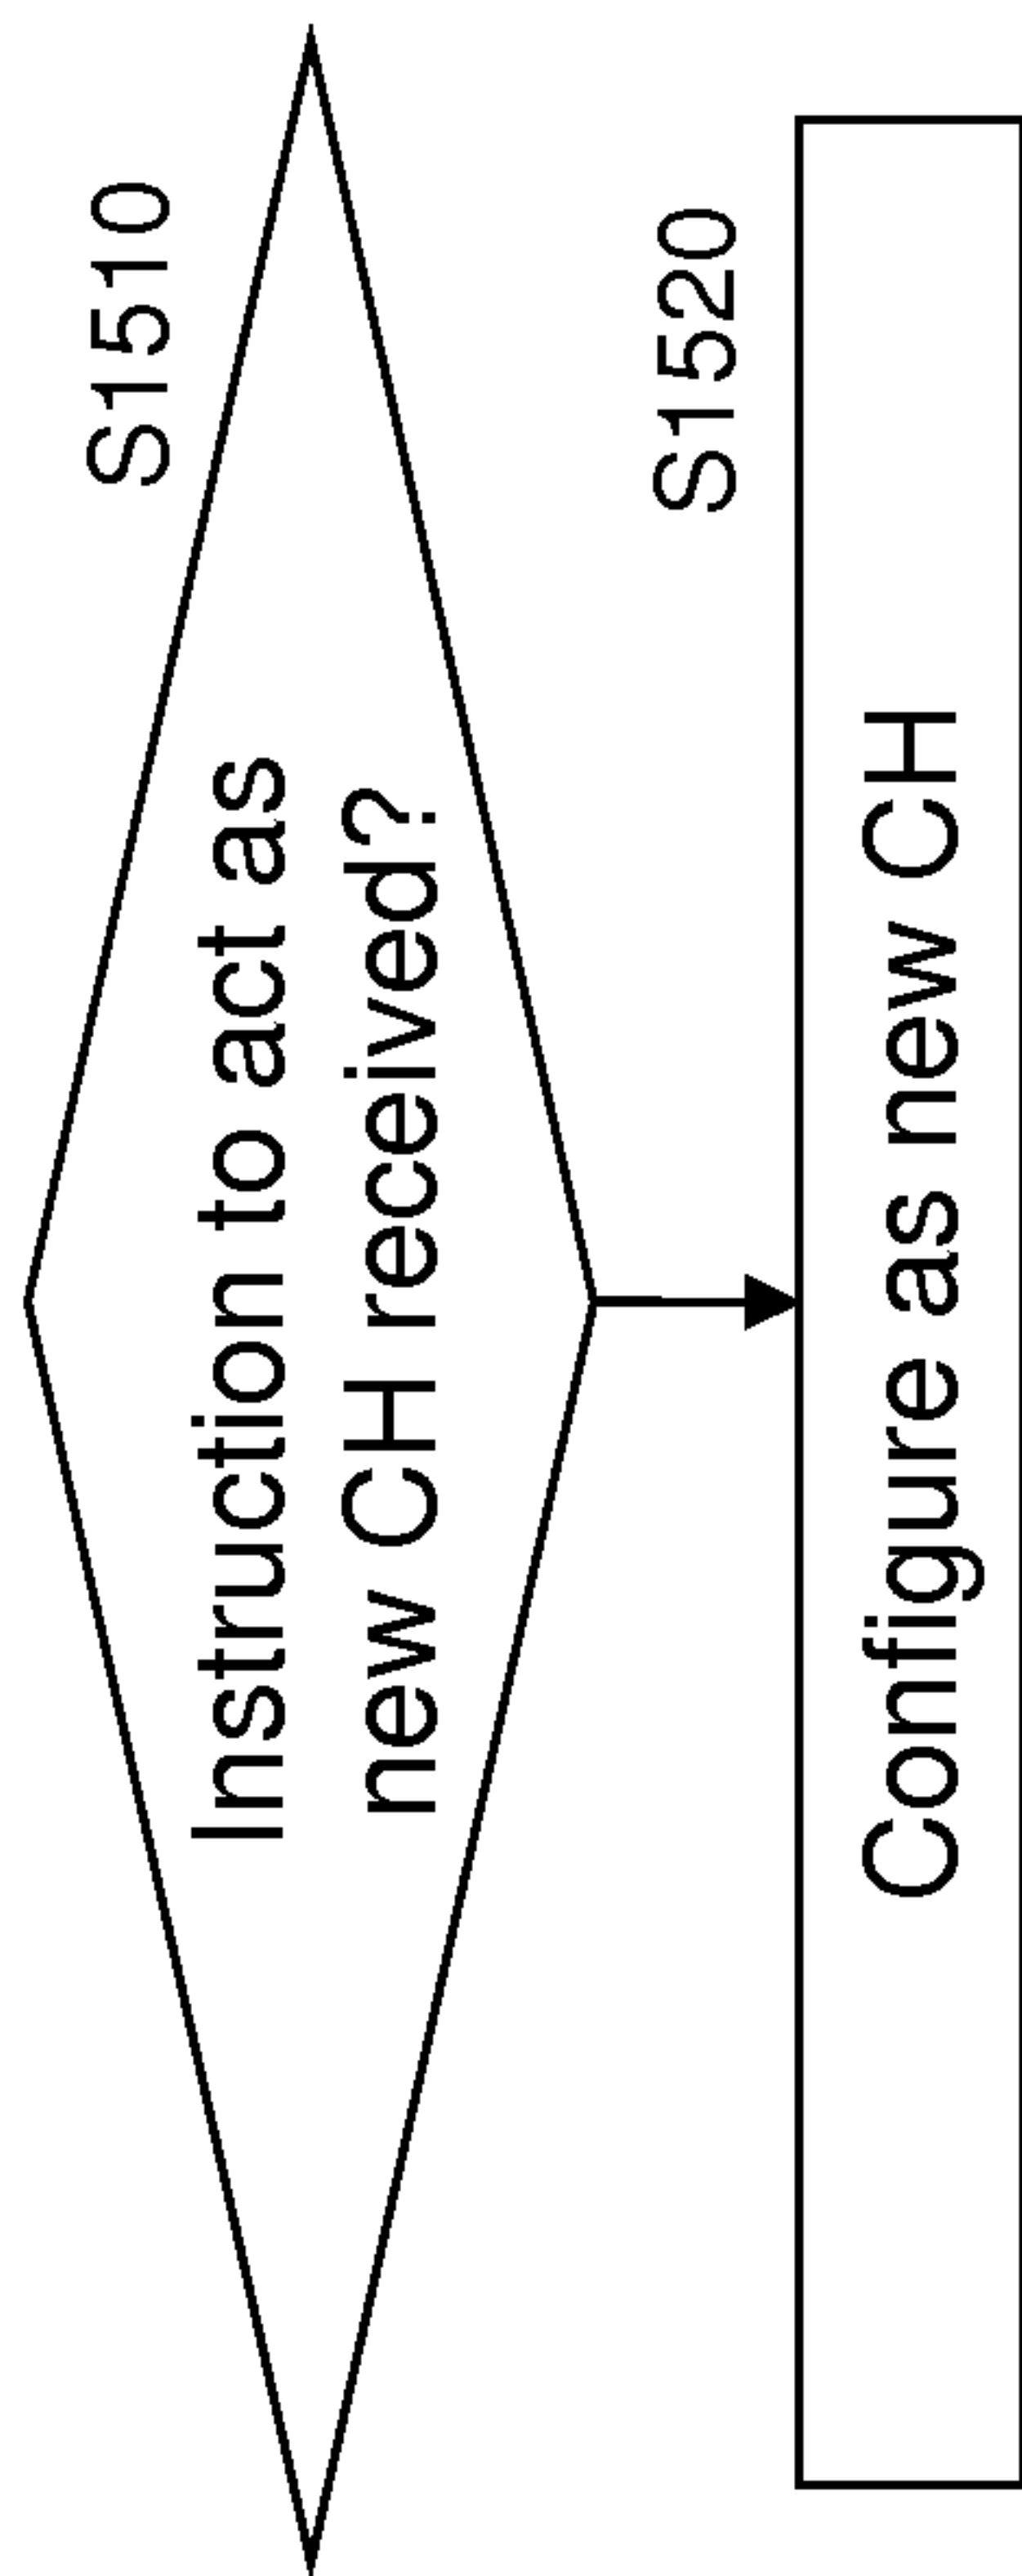 S1510
Instruction to act as
new CH received?
S1520
Configure as new CH